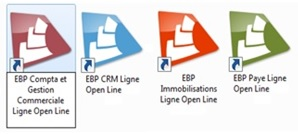 EBP Compta et
Gestion
Commerciale
Ligne Open Line
EBP CRM Ligne
Open Line
EBP
Immobilisations
Ligne Open Line
EBP Paye Ligne
Open Line